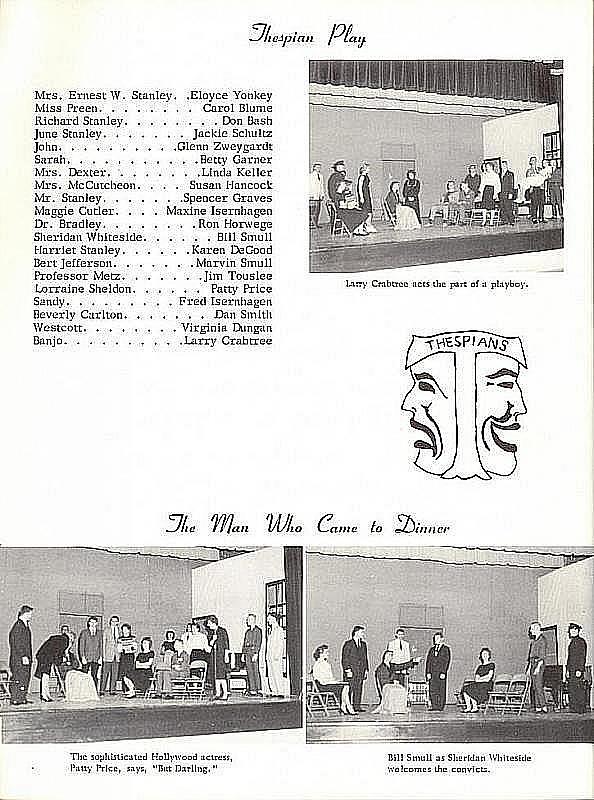 Thespian Play
Mrs. Ernest W. Stanley. .Eloyce Yonkey
Miss Preen. . . . . . . . Carol Blume
Richard Stanley. . . . . . . . Don Bash
June Stanley. . . . . . . Jackie Schultz
John. . . . . . . . . . .Glenn Zweygardt
Sarah. . . . . . . . . . . Betty Garner
Mrs. Dexter. . . . . . . .Linda Keller
Mrs. McCutcheon. . . . Susan Hancock
Mr. Stanley. . . . . . .Spencer Graves
Maggie Cutler. . . . Maxine Isernhagen
Dr. Bradley. . . . . . . . Ron Horwege
Sheridan Whiteside. . . . . . Bill Smull
Harriet Stanley. . . . . .Karen DeGood
Bert Jefferson. . . . . . .Marvin Smull
Professor Metz. . . . . . .Jim Touslee
Lorraine Sheldon. . . . . . Patty Price
Sandy. . . . . . . . . Fred Isernhagen
Beverly Carlton. . . . . . . Dan Smith
Westcott. . . . . . . Virginia Dungan
Banjo. . . . . . . . . .Larry Crabtree
Larry Crabtree acts the part of a playboy.
THESPIANS
The Man Who Came to Dinner
The sophisticated Hollywood actress,
Patty Price, says, "But Darling."
Bill Smull as Sheridan Whiteside
welcomes the convicts.